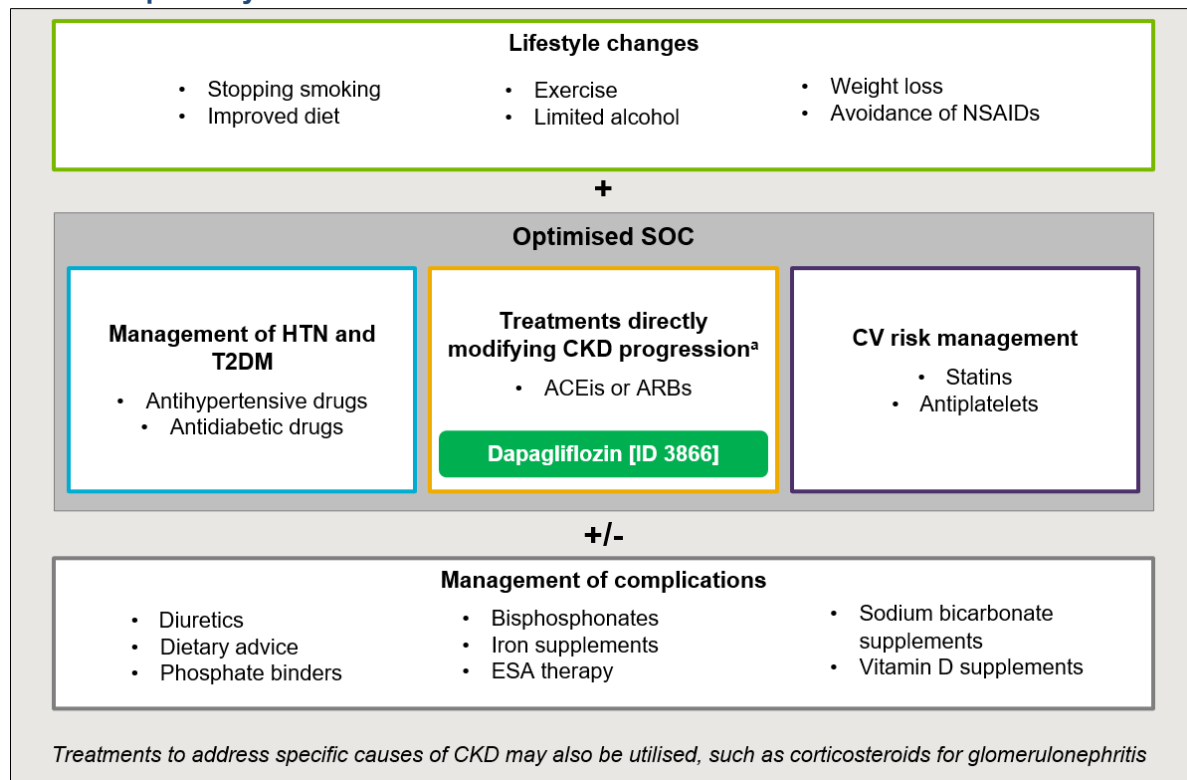 Lifestyle changes
• Stopping smoking
• Improved diet
• Exercise
• Limited alcohol
• Weight loss
• Avoidance of NSAIDs
+
Optimised SOC
Management of HTN and
T2DM
• Antihypertensive drugs
• Antidiabetic drugs
Treatments directly
modifying CKD progressionᵃ
• ACEis or ARBs
Dapagliflozin [ID 3866]
CV risk management
• Statins
• Antiplatelets
+/-
Management of complications
• Diuretics
• Dietary advice
• Phosphate binders
• Bisphosphonates
• Iron supplements
• ESA therapy
• Sodium bicarbonate
supplements
• Vitamin D supplements
Treatments to address specific causes of CKD may also be utilised, such as corticosteroids for glomerulonephritis